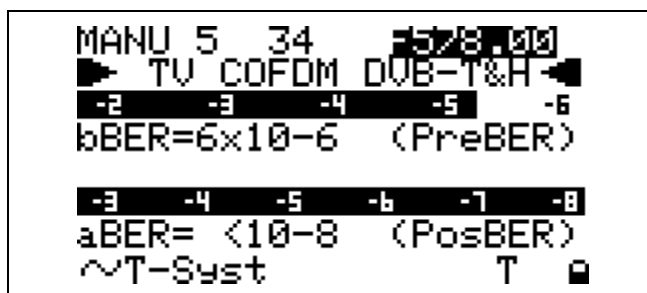 MANU 5 34 578.00
TV COFDM DVB-T&H
-2 -3 -4 -5 -6
bBER=6x10-6 (PreBER)
-3 -4 -5 -6 -7 -8
aBER= <10-8 (PosBER)
~T-Syst T